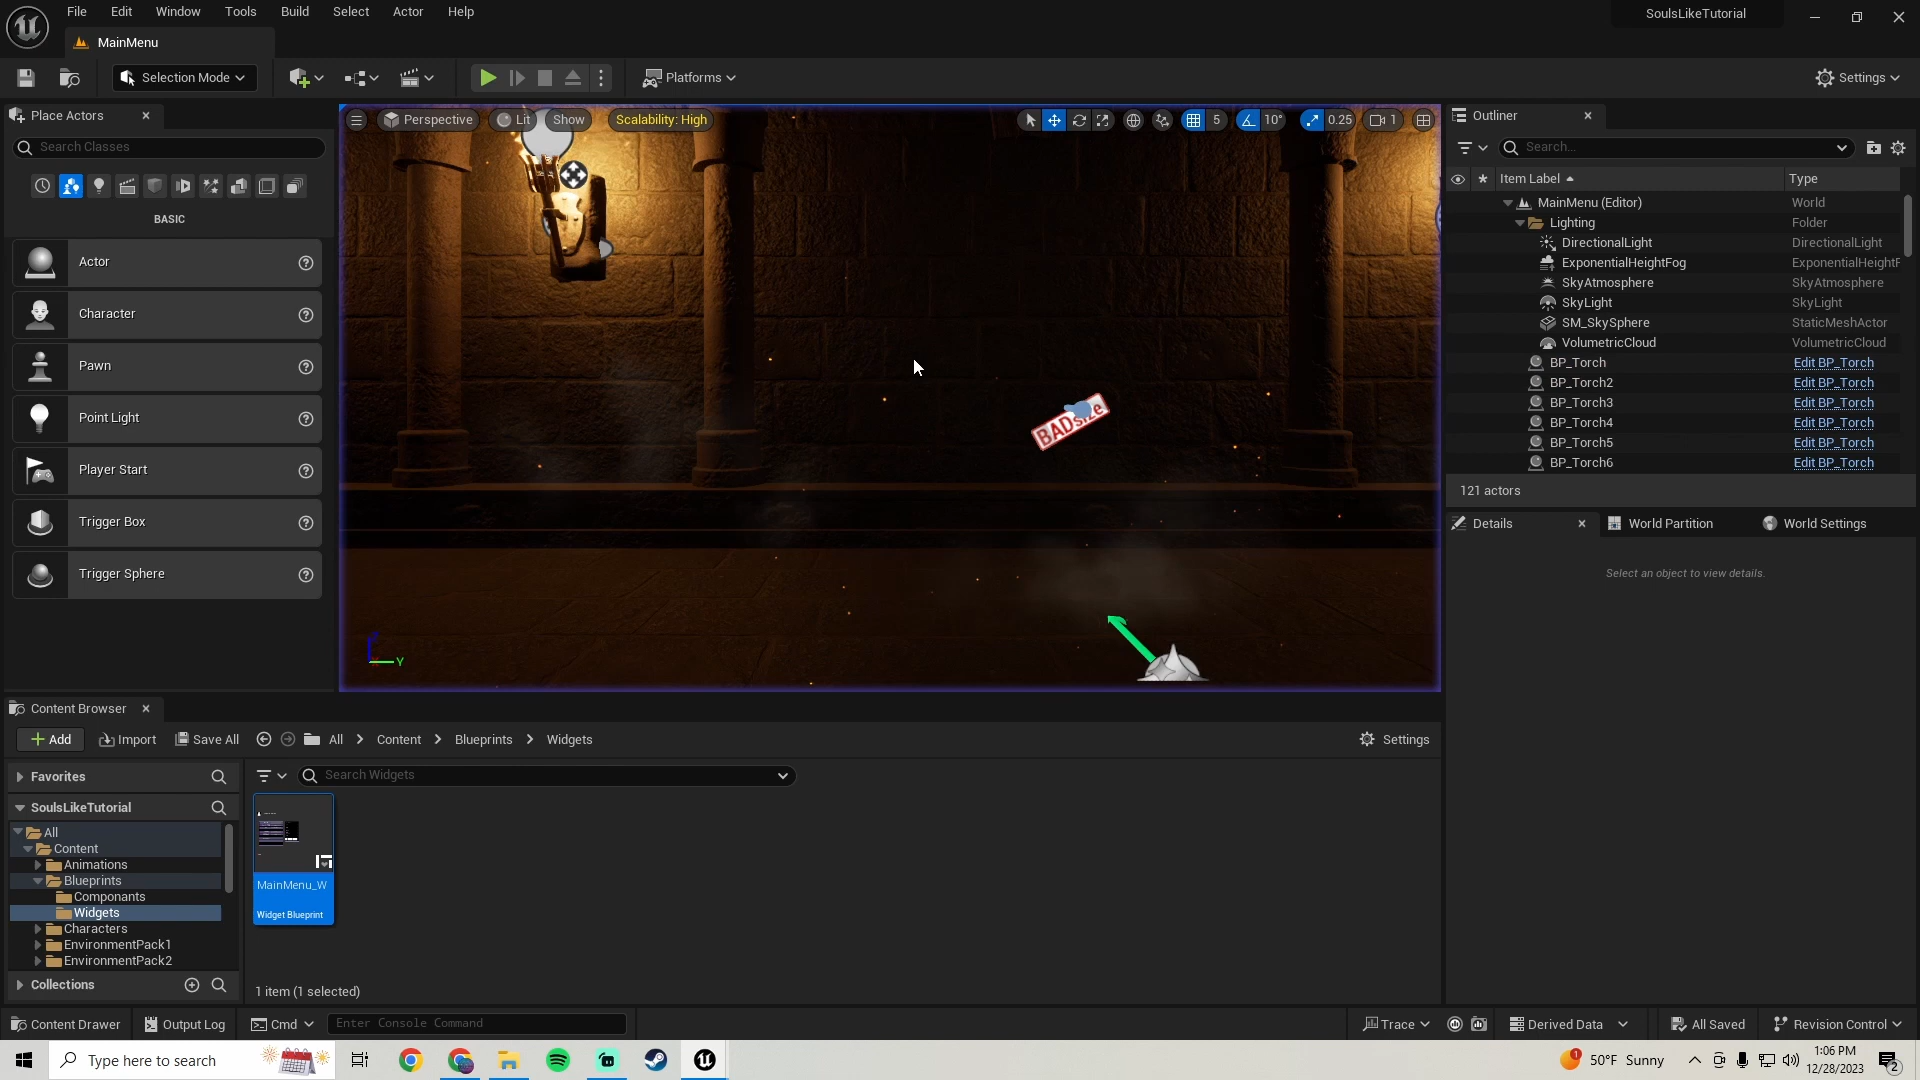 File Edit Window Tools Build Select Actor Help
SoulsLikeTutorial
MainMenu
Selection Mode
Platforms
Settings
Place Actors
Search Classes
BASIC
Actor
Character
Pawn
Point Light
Player Start
Trigger Box
Trigger Sphere
Perspective Lit Show Scalability: High
5 10° 0.25 1
BADsize
Y
Outliner
Search...
Item Label Type
MainMenu (Editor) World
Lighting Folder
DirectionalLight DirectionalLight
ExponentialHeightFog ExponentialHeightF
SkyAtmosphere SkyAtmosphere
SkyLight SkyLight
SM_SkySphere StaticMeshActor
VolumetricCloud VolumetricCloud
BP_Torch Edit BP_Torch
BP_Torch2 Edit BP_Torch
BP_Torch3 Edit BP_Torch
BP_Torch4 Edit BP_Torch
BP_Torch5 Edit BP_Torch
BP_Torch6 Edit BP_Torch
121 actors
Details World Partition World Settings
Select an object to view details.
Content Browser
Add Import Save All All Content Blueprints Widgets Settings
Favorites
Search Widgets
SoulsLikeTutorial
All
Content
Animations
Blueprints
Componants
Widgets
Characters
EnvironmentPack1
EnvironmentPack2
Collections
MainMenu_W
Widget Blueprint
1 item (1 selected)
Content Drawer Output Log Cmd Enter Console Command Trace Derived Data All Saved Revision Control
Type here to search
1
50°F Sunny
1:06 PM
12/28/2023
2